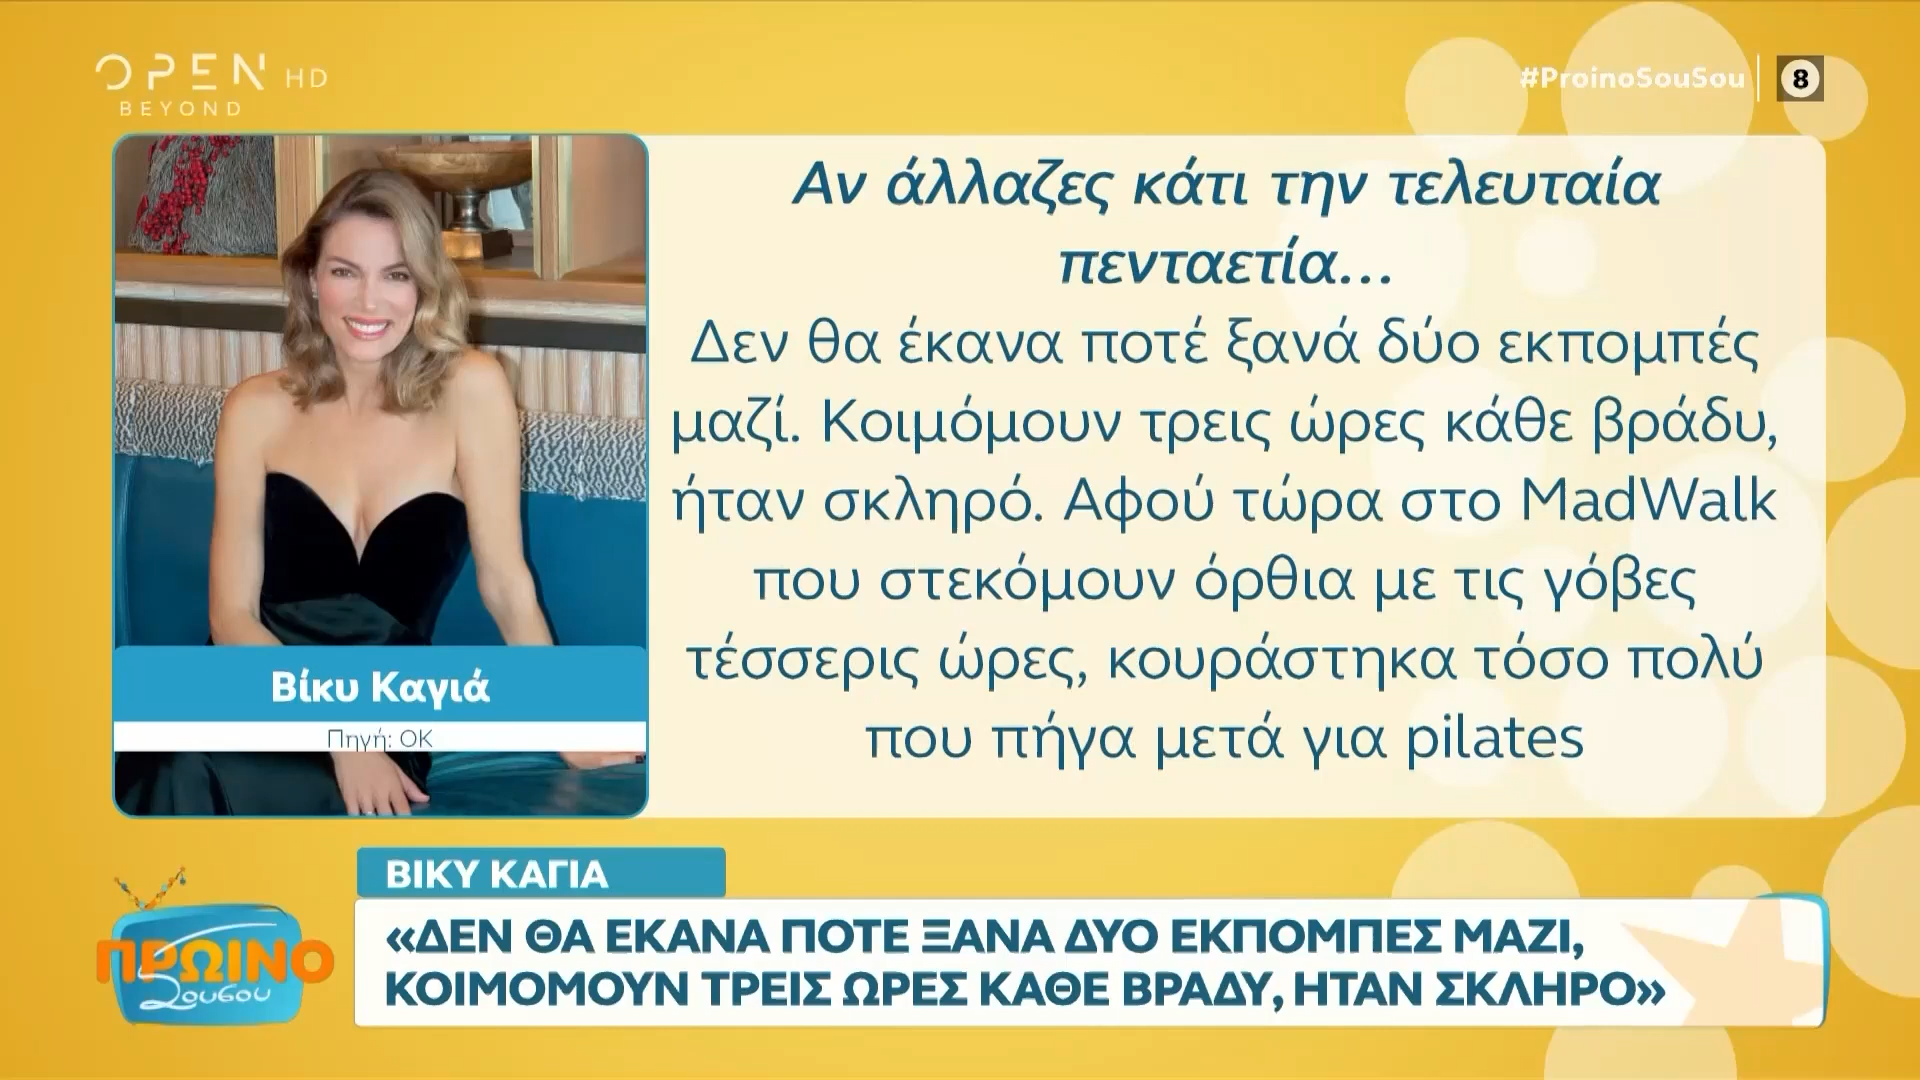 OPEN HD
BEYOND
#ProinoSouSou
8
Αν άλλαζες κάτι την τελευταία
πενταετία...
Δεν θα έκανα ποτέ ξανά δύο εκπομπές
μαζί. Κοιμόμουν τρεις ώρες κάθε βράδυ,
ήταν σκληρό. Αφού τώρα στο MadWalk
που στεκόμουν όρθια με τις γόβες
τέσσερις ώρες, κουράστηκα τόσο πολύ
που πήγα μετά για pilates
Βίκυ Καγιά
Πηγή: ΟΚ
ΒΙΚΥ ΚΑΓΙΑ
«ΔΕΝ ΘΑ ΕΚΑΝΑ ΠΟΤΕ ΞΑΝΑ ΔΥΟ ΕΚΠΟΜΠΕΣ ΜΑΖΙ,
ΚΟΙΜΟΜΟΥΝ ΤΡΕΙΣ ΩΡΕΣ ΚΑΘΕ ΒΡΑΔΥ, ΗΤΑΝ ΣΚΛΗΡΟ»
ΠΡΩΙΝΟ
Σουσου